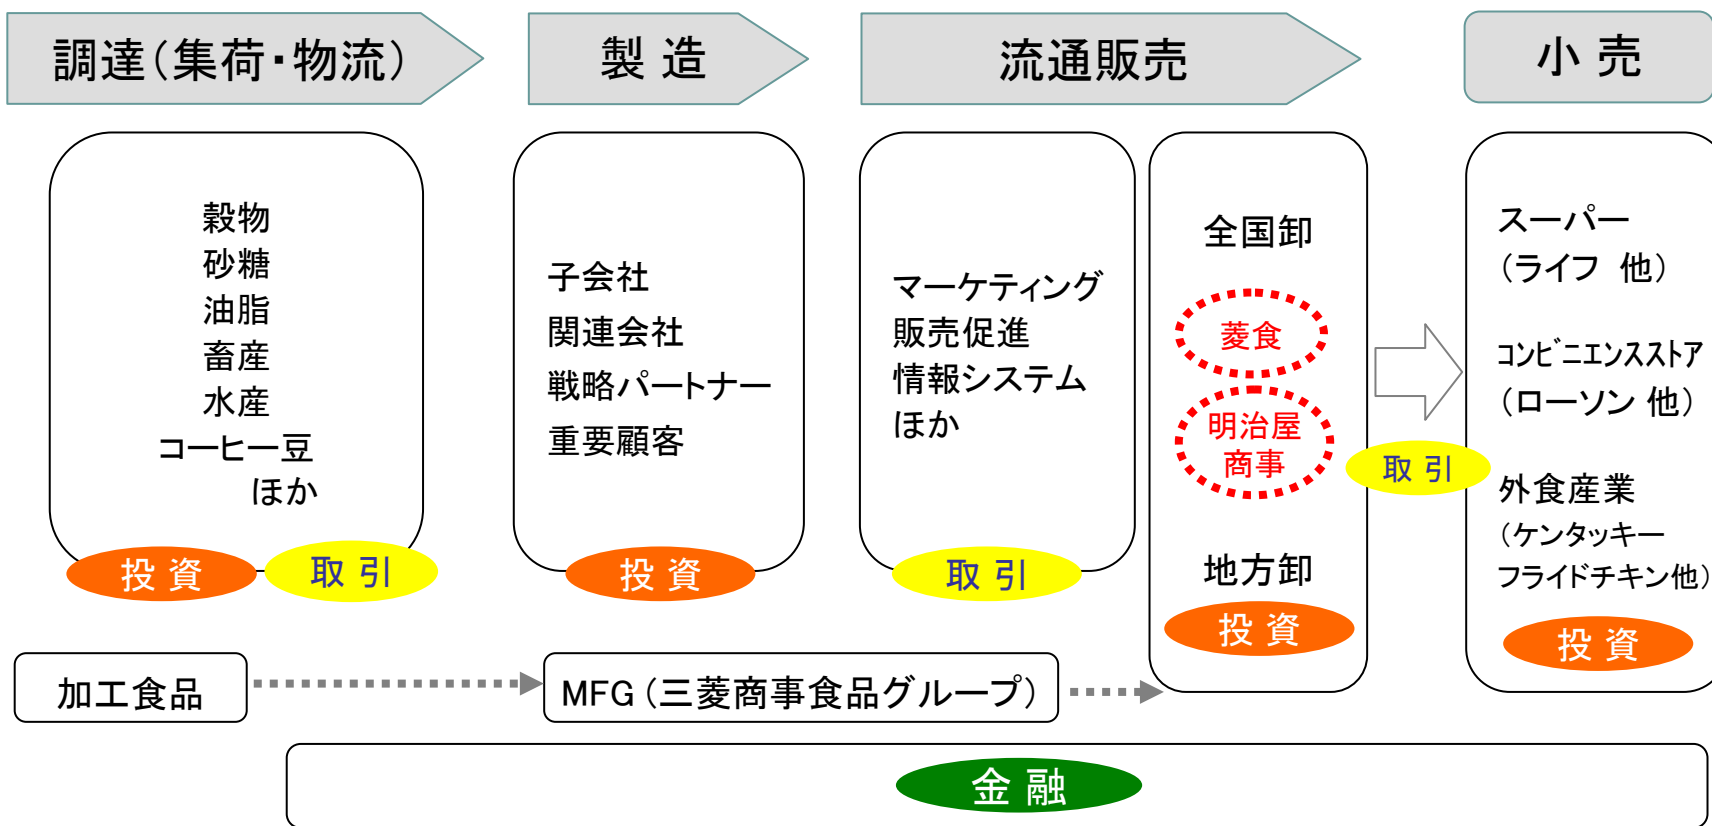 調達(集荷・物流)
製 造
流通販売
小 売
穀物
砂糖
油脂
畜産
水産
コーヒー豆
ほか
投 資
取 引
子会社
関連会社
戦略パートナー
重要顧客
投 資
マーケティング
販売促進
情報システム
ほか
取 引
全国卸
菱食
明治屋
商事
地方卸
投 資
取 引
スーパー
(ライフ 他)
コンビニエンスストア
(ローソン 他)
外食産業
(ケンタッキー
フライドチキン他)
投 資
加工食品
MFG(三菱商事食品グループ)
金 融